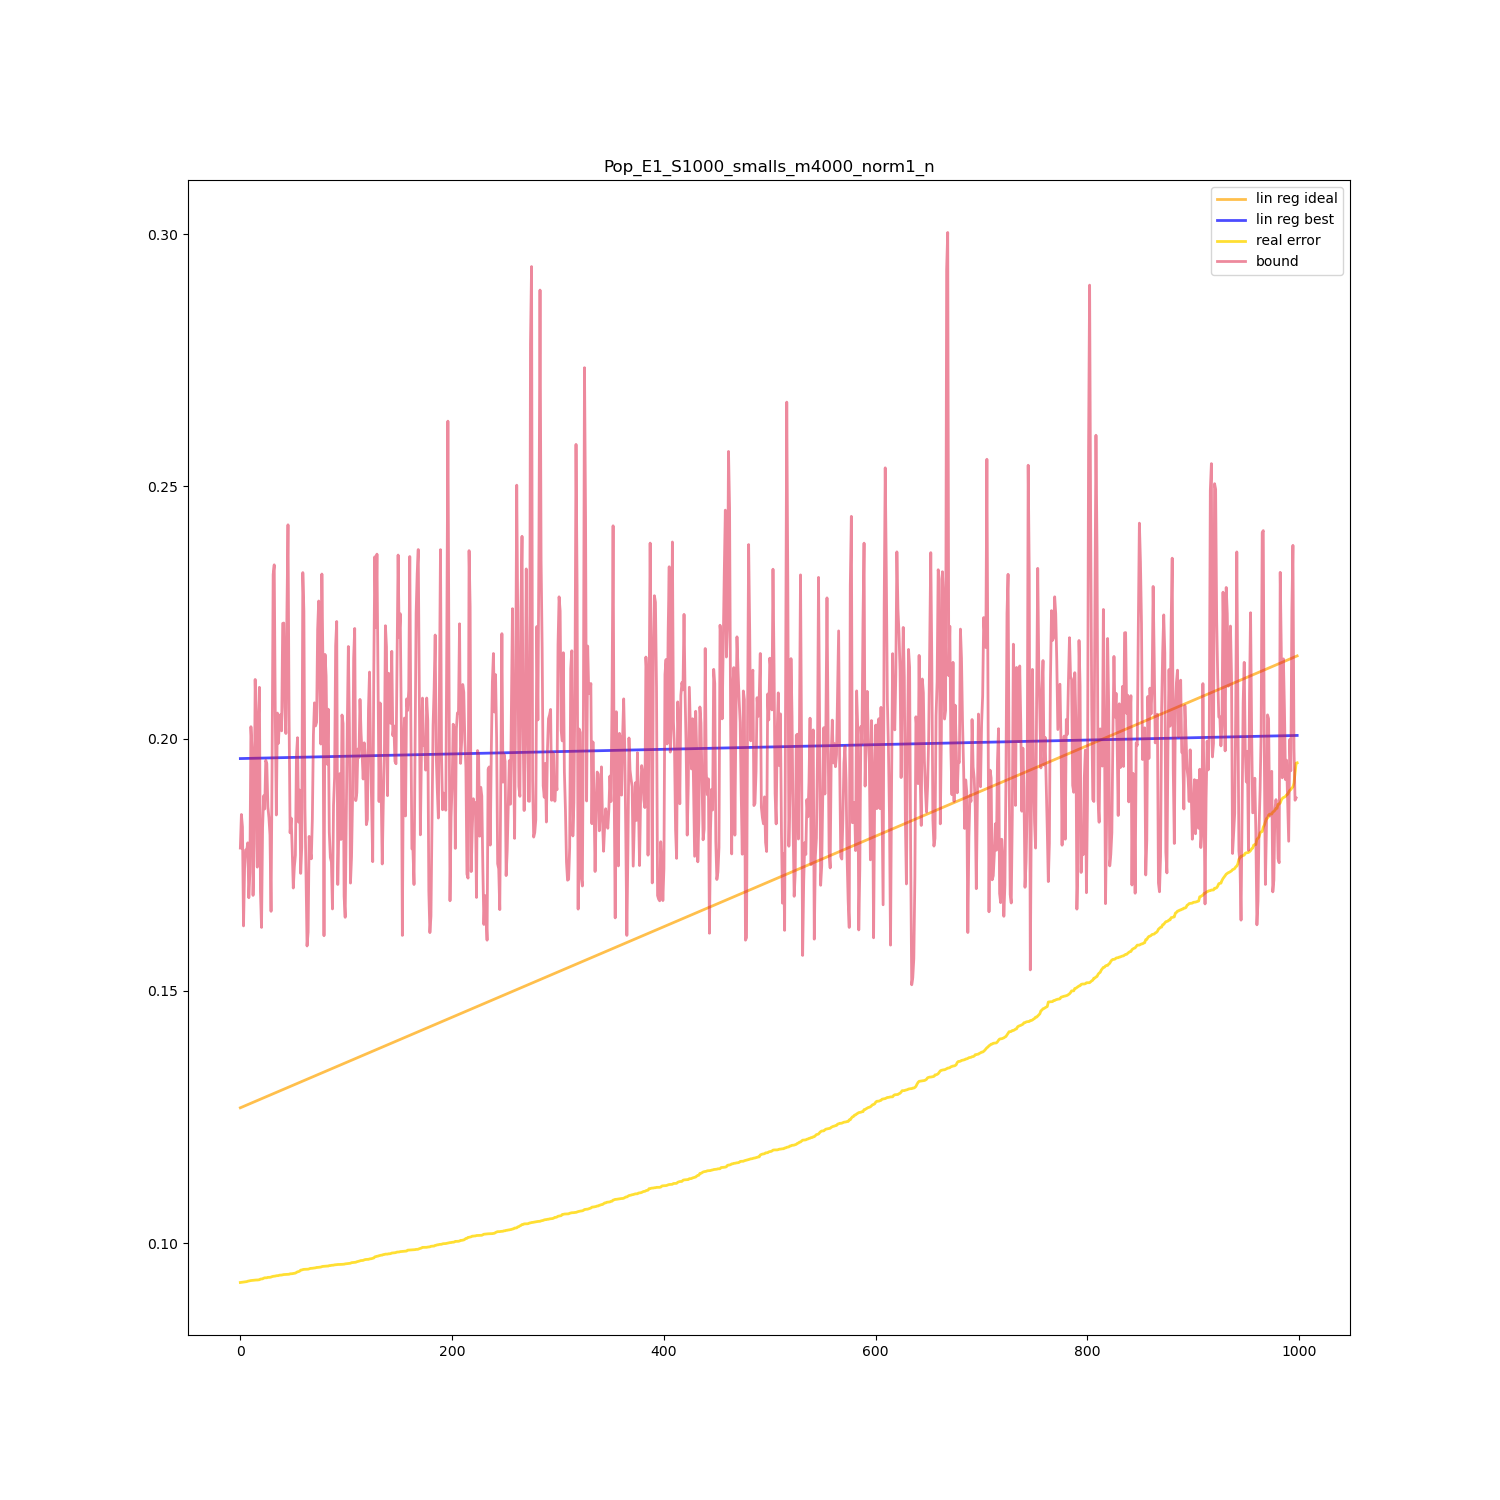 Pop_E1_S1000_smalls_m4000_norm1_n
lin reg ideal
lin reg best
real error
bound
0.30
0.25
0.20
0.15
0.10
0 200 400 600 800 1000